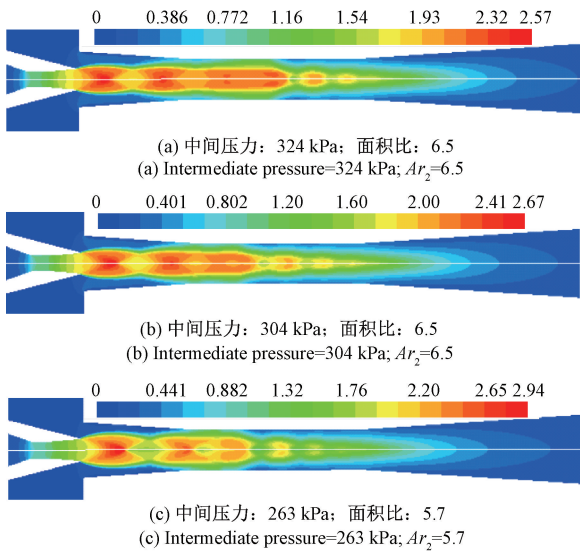 0 0.386 0.772 1.16 1.54 1.93 2.32 2.57
(a) 中间压力：324 kPa；面积比：6.5
(a) Intermediate pressure=324 kPa; Ar2=6.5
0 0.401 0.802 1.20 1.60 2.00 2.41 2.67
(b) 中间压力：304 kPa；面积比：6.5
(b) Intermediate pressure=304 kPa; Ar2=6.5
0 0.441 0.882 1.32 1.76 2.20 2.65 2.94
(c) 中间压力：263 kPa；面积比：5.7
(c) Intermediate pressure=263 kPa; Ar2=5.7